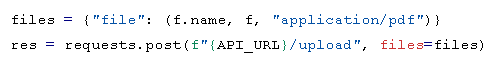 files = {"file": (f.name, f, "application/pdf")}
res = requests.post(f"{API_URL}/upload", files=files)